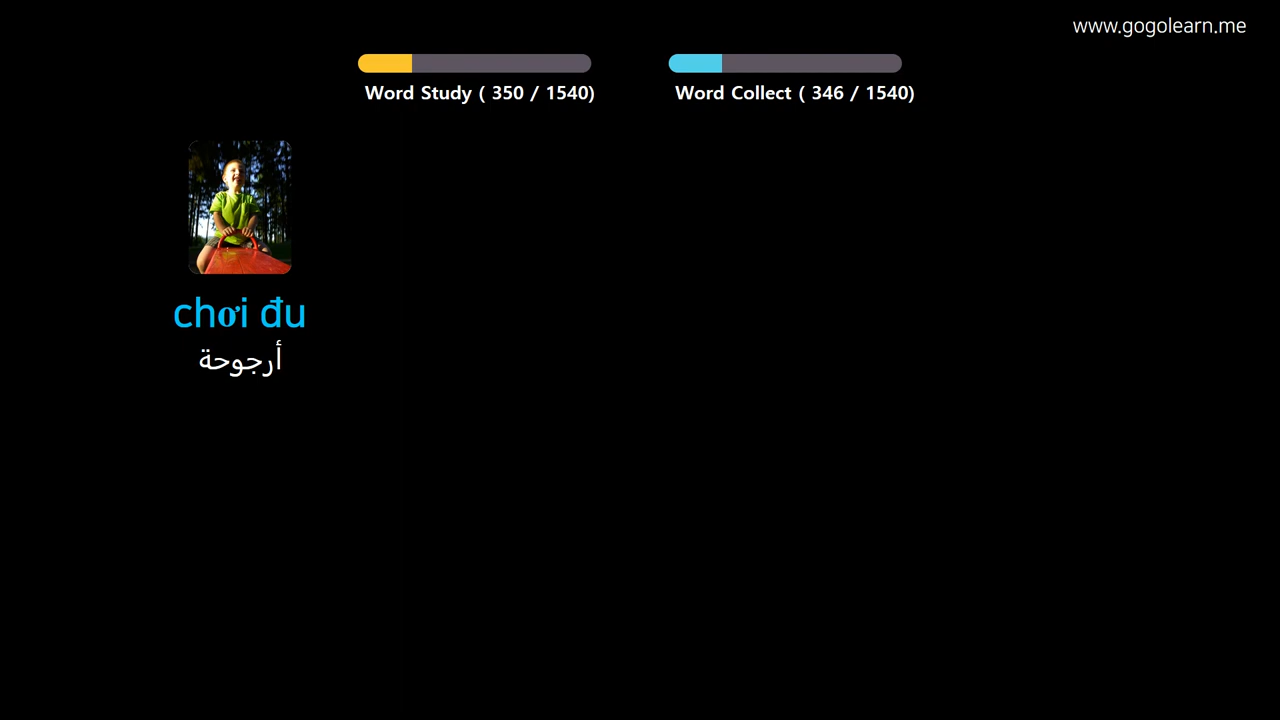 www.gogolearn.me
Word Study ( 350 / 1540)
Word Collect ( 346 / 1540)
chơi đu
أرجوحة